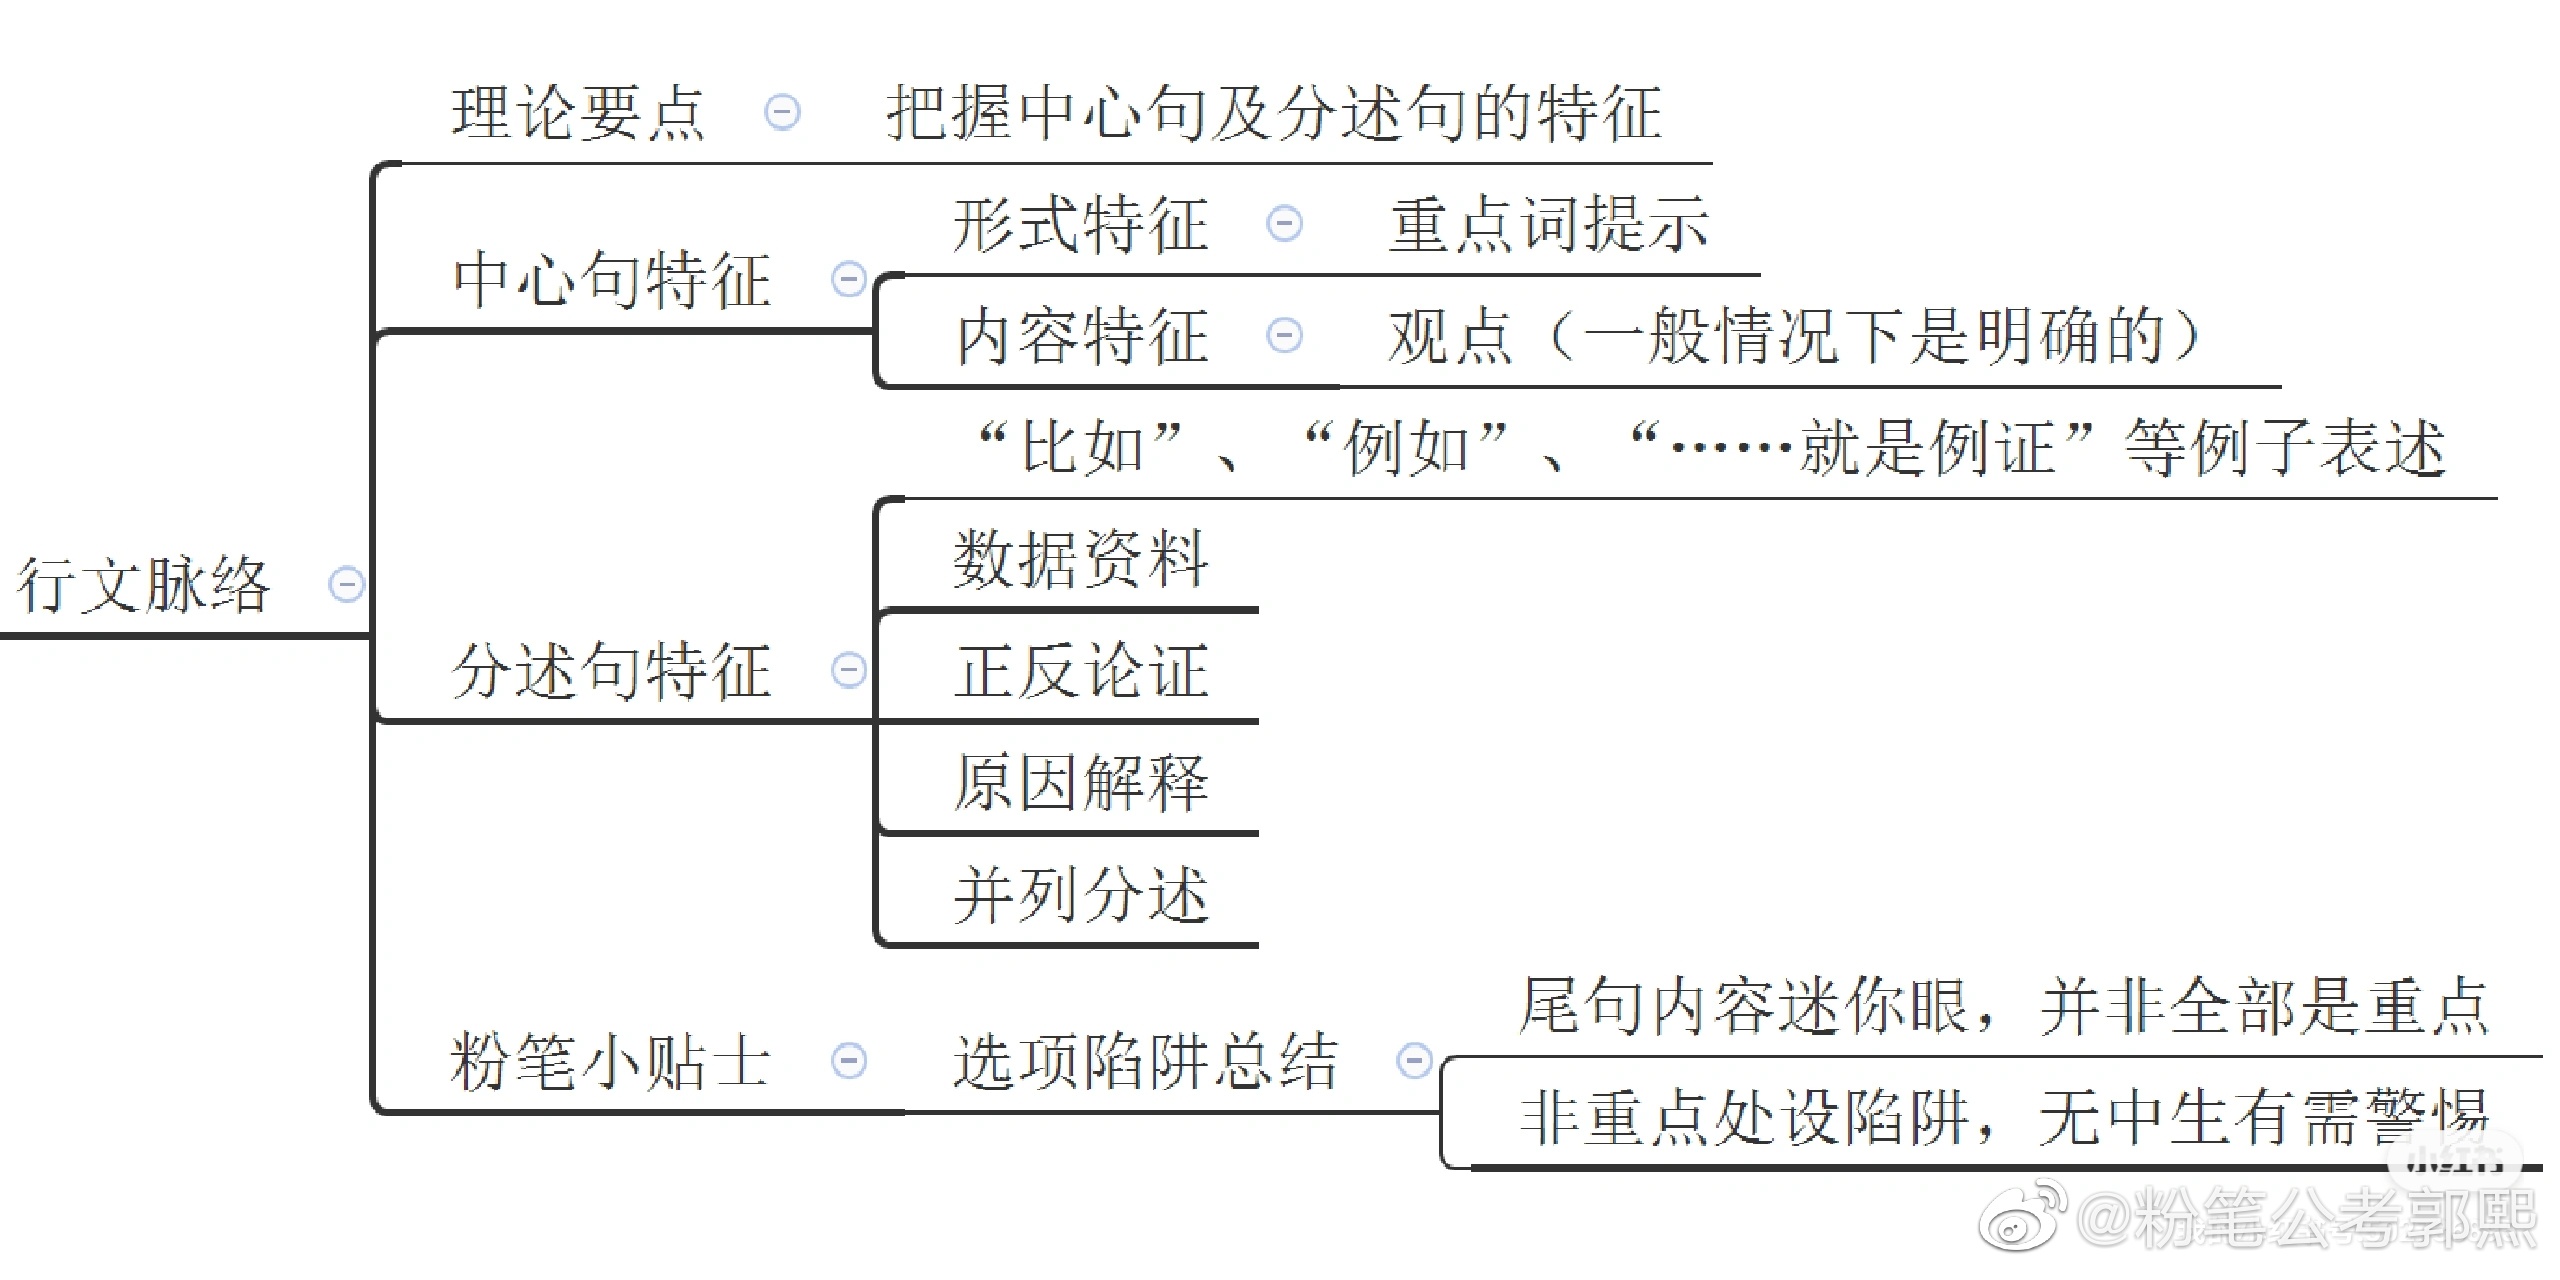 理论要点 把握中心句及分述句的特征
形式特征 重点词提示
中心句特征
内容特征 观点（一般情况下是明确的）
“比如”、“例如”、“……就是例证”等例子表述
数据资料
行文脉络
分述句特征 正反论证
原因解释
并列分述
尾句内容迷你眼，并非全部是重点
粉笔小贴士 选项陷阱总结
非重点处设陷阱，无中生有需警惕
小红书
@粉笔公考郭熙